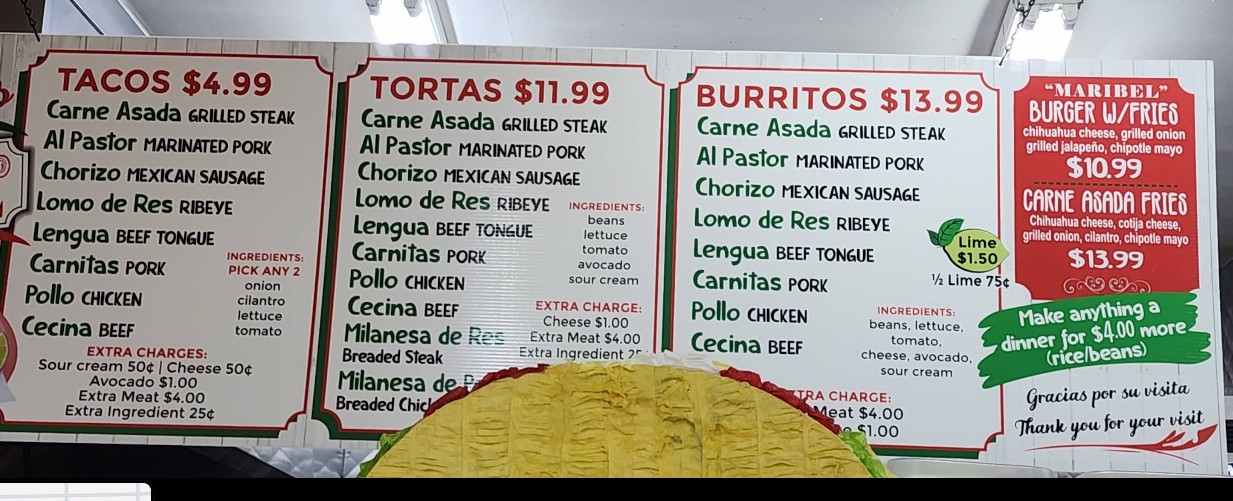 TACOS $4.99
Carne Asada GRILLED STEAK
Al Pastor MARINATED PORK
Chorizo MEXICAN SAUSAGE
Lomo de Res RIBEYE
Lengua BEEF TONGUE
Carnitas PORK
Pollo CHICKEN
Cecina BEEF
INGREDIENTS:
PICK ANY 2
onion
cilantro
lettuce
tomato
EXTRA CHARGES:
Sour cream 50¢ | Cheese 50¢
Avocado $1.00
Extra Meat $4.00
Extra Ingredient 25¢
TORTAS $11.99
Carne Asada GRILLED STEAK
Al Pastor MARINATED PORK
Chorizo MEXICAN SAUSAGE
Lomo de Res RIBEYE
Lengua BEEF TONGUE
Carnitas PORK
Pollo CHICKEN
Cecina BEEF
Milanesa de Res
Breaded Steak
Milanesa de
Breaded
INGREDIENTS:
beans
lettuce
tomato
avocado
sour cream
EXTRA CHARGE:
Cheese $1.00
Extra Meat $4.00
Extra Ingredient
BURRITOS $13.99
Carne Asada GRILLED STEAK
Al Pastor MARINATED PORK
Chorizo MEXICAN SAUSAGE
Lomo de Res RIBEYE
Lengua BEEF TONGUE
Carnitas PORK
Pollo CHICKEN
Cecina BEEF
Lime
$1.50
½ Lime 75¢
INGREDIENTS:
beans, lettuce,
tomato,
cheese, avocado,
sour cream
CHARGE:
Meat $4.00
$1.00
"MARIBEL"
BURGER W/FRIES
chihuahua cheese, grilled onion
grilled jalapeño, chipotle mayo
$10.99
CARNE ASADA FRIES
Chihuahua cheese, cotija cheese,
grilled onion, cilantro, chipotle mayo
$13.99
Make anything a
dinner for $4.00 more
(rice/beans)
Gracias por su visita
Thank you for your visit